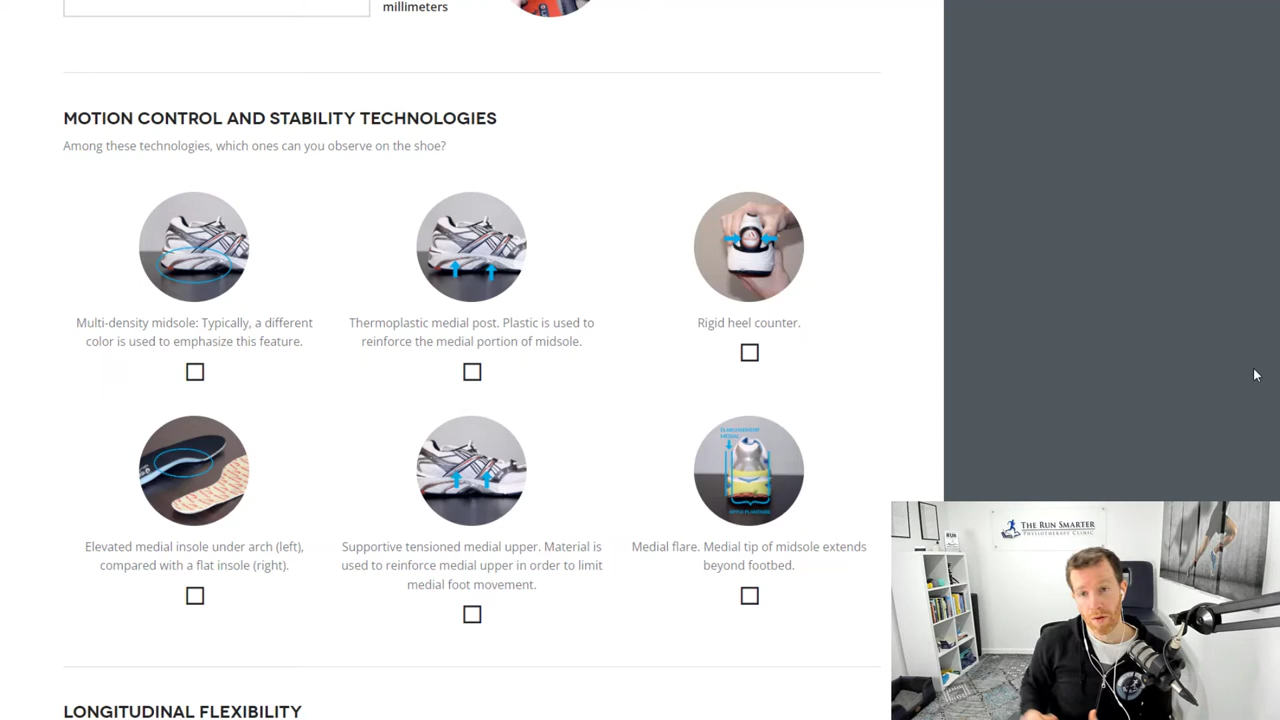 millimeters
MOTION CONTROL AND STABILITY TECHNOLOGIES
Among these technologies, which ones can you observe on the shoe?
Multi-density midsole: Typically, a different
color is used to emphasize this feature.
Thermoplastic medial post. Plastic is used to
reinforce the medial portion of midsole.
Rigid heel counter.
Elevated medial insole under arch (left),
compared with a flat insole (right).
Supportive tensioned medial upper. Material is
used to reinforce medial upper in order to limit
medial foot movement.
Medial flare. Medial tip of midsole extends
beyond footbed.
LONGITUDINAL FLEXIBILITY
THE RUN SMARTER
PHYSIOTHERAPY CLINIC
RUN